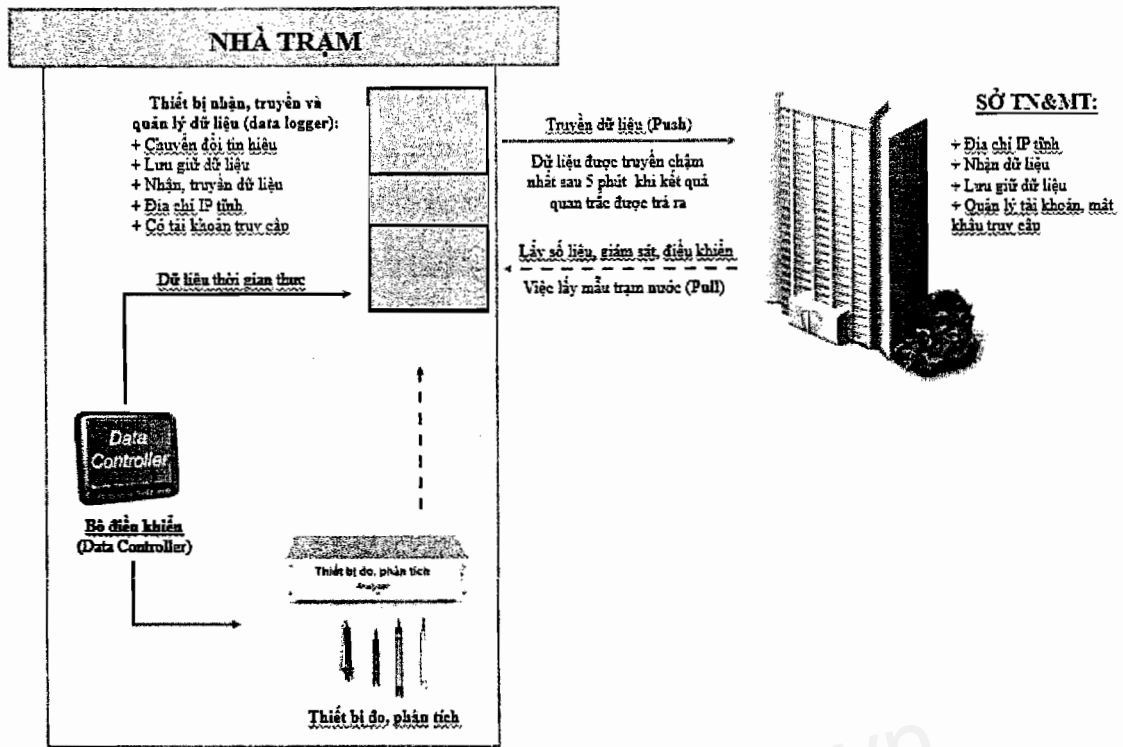 NHÀ TRẠM
Thiết bị nhận, truyền và
quản lý dữ liệu (data logger):
+ Chuyển đổi tín hiệu
+ Lưu giữ dữ liệu
+ Nhận, truyền dữ liệu
+ Địa chỉ IP tĩnh
+ Có tài khoản truy cập
Dữ liệu thời gian thực
Data
Controller
Bộ điều khiển
(Data Controller)
Thiết bị đo, phân tích
Analyzer
Thiết bị đo, phân tích
Truyền dữ liệu (Push)
Dữ liệu được truyền chậm
nhất sau 5 phút khi kết quả
quan trắc được trả ra
Lấy số liệu, giám sát, điều khiển
Việc lấy mẫu trạm nước (Pull)
SỞ TN&MT:
+ Địa chỉ IP tĩnh
+ Nhận dữ liệu
+ Lưu giữ dữ liệu
+ Quản lý tài khoản, mật
khẩu truy cập